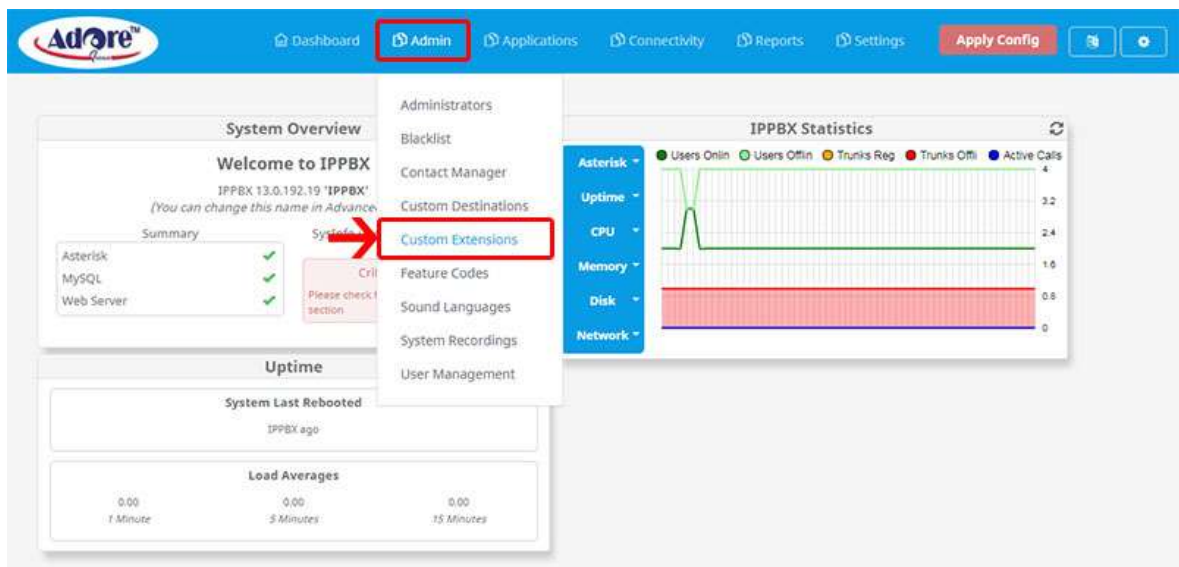 Adore™
Dashboard Admin Applications Connectivity Reports Settings Apply Config
Administrators
Blacklist
Contact Manager
Custom Destinations
Custom Extensions
Feature Codes
Sound Languages
System Recordings
User Management
System Overview
Welcome to IPPBX
IPPBX 13.0.192.19 'IPPBX'
(You can change this name in Advance
Summary
Asterisk
MySQL
Web Server
Sysinfo
Crit
Please check
section
IPPBX Statistics
Users Onlin Users Offlin Trunks Reg Trunks Offli Active Calls
Asterisk
Uptime
CPU
Memory
Disk
Network
4
3.2
2.4
1.6
0.8
0
Uptime
System Last Rebooted
IPPBX ago
Load Averages
0.00 0.00 0.00
1 Minute 5 Minutes 15 Minutes